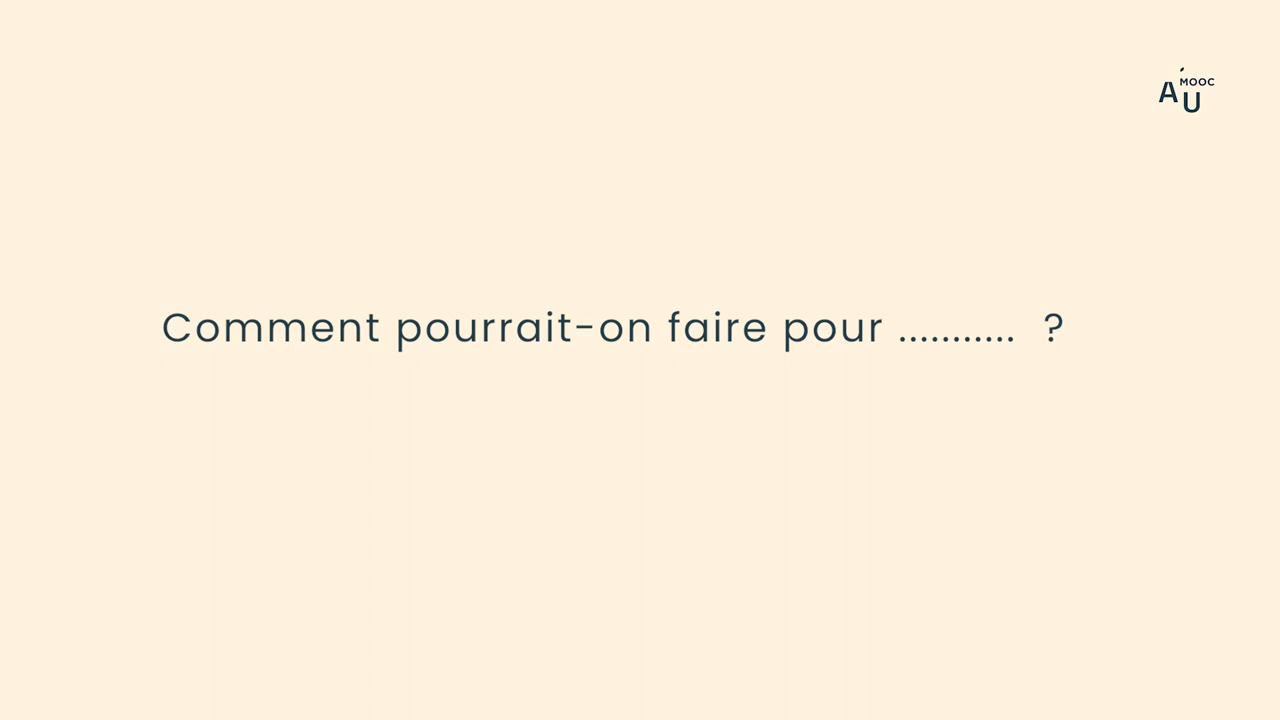 MOOC
AU
Comment pourrait-on faire pour ........... ?